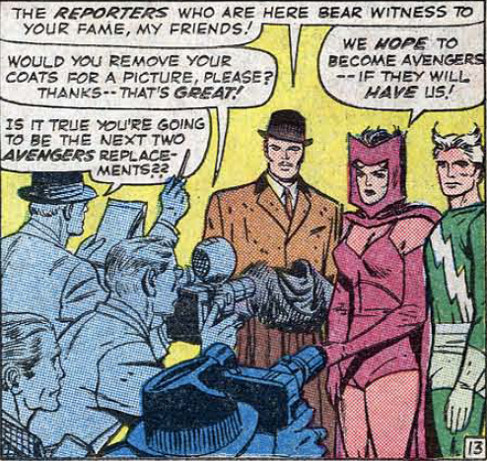 THE REPORTERS WHO ARE HERE BEAR WITNESS TO
YOUR FAME, MY FRIENDS!
WOULD YOU REMOVE YOUR
COATS FOR A PICTURE, PLEASE?
THANKS--THAT'S GREAT!
IS IT TRUE YOU'RE GOING
TO BE THE NEXT TWO
AVENGERS REPLACE-
MENTS??
WE HOPE TO
BECOME AVENGERS
--IF THEY WILL
HAVE US!
13